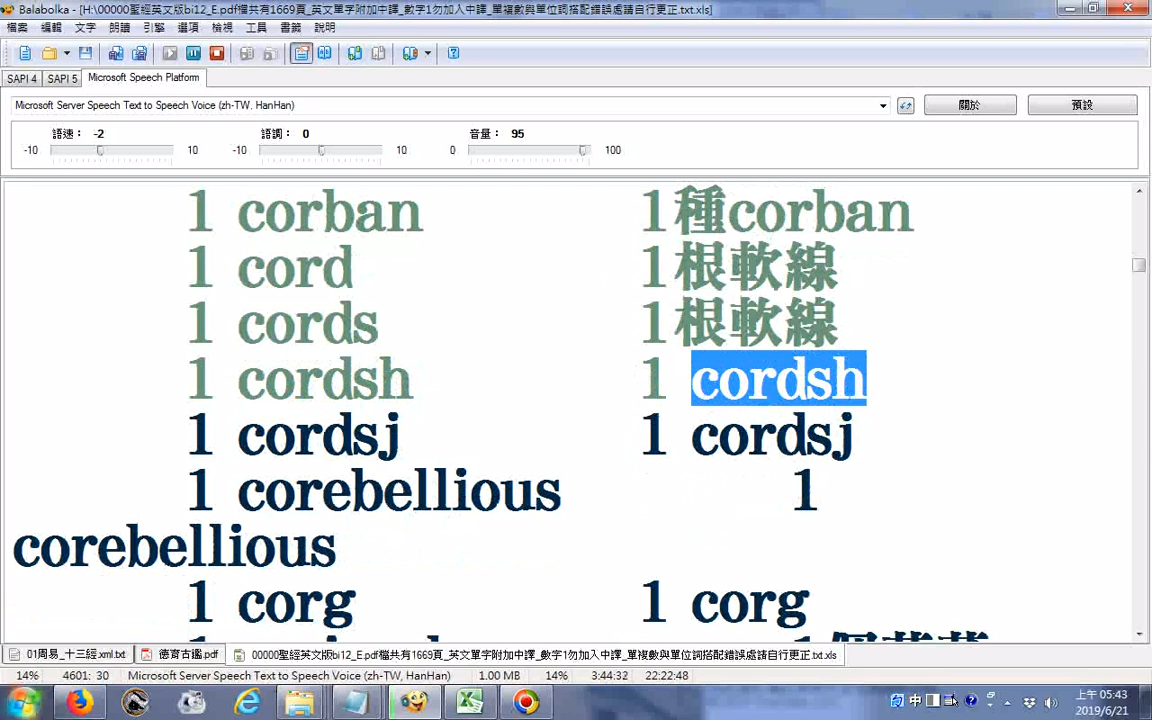 Balabolka - [H:\00000聖經英文版bi12_E.pdf檔共有1669頁_英文單字附加中譯_數字1勿加入中譯_單複數與單位詞搭配錯誤處請自行更正.txt.xls]
檔案 編輯 文字 朗讀 引擎 選項 檢視 工具 書籤 說明
SAPI 4 SAPI 5 Microsoft Speech Platform
Microsoft Server Speech Text to Speech Voice (zh-TW, HanHan) 關於 預設
語速： -2 語調： 0 音量： 95
-10 10 -10 10 0 100
1 corban 1種corban
1 cord 1根軟線
1 cords 1根軟線
1 cordsh 1 cordsh
1 cordsj 1 cordsj
1 corebellious 1
corebellious
1 corg 1 corg
01周易_十三經.xml.txt 德育古鑑.pdf 00000聖經英文版bi12_E.pdf檔共有1669頁_英文單字附加中譯_數字1勿加入中譯_單複數與單位詞搭配錯誤處請自行更正.txt.xls
14% 4601: 30 Microsoft Server Speech Text to Speech Voice (zh-TW, HanHan) 1.00 MB 14% 3:44:32 22:22:48
中 上午 05:43
2019/6/21